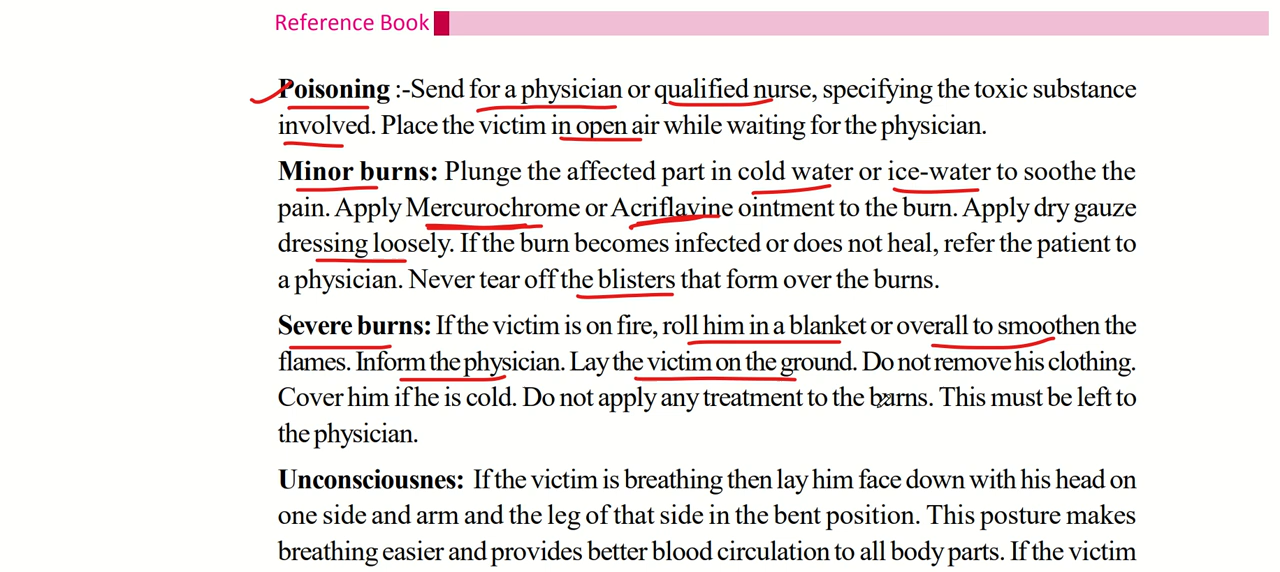 Reference Book
Poisoning :-Send for a physician or qualified nurse, specifying the toxic substance
involved. Place the victim in open air while waiting for the physician.
Minor burns: Plunge the affected part in cold water or ice-water to soothe the
pain. Apply Mercurochrome or Acriflavine ointment to the burn. Apply dry gauze
dressing loosely. If the burn becomes infected or does not heal, refer the patient to
a physician. Never tear off the blisters that form over the burns.
Severe burns: If the victim is on fire, roll him in a blanket or overall to smoothen the
flames. Inform the physician. Lay the victim on the ground. Do not remove his clothing.
Cover him if he is cold. Do not apply any treatment to the burns. This must be left to
the physician.
Unconsciousnes: If the victim is breathing then lay him face down with his head on
one side and arm and the leg of that side in the bent position. This posture makes
breathing easier and provides better blood circulation to all body parts. If the victim